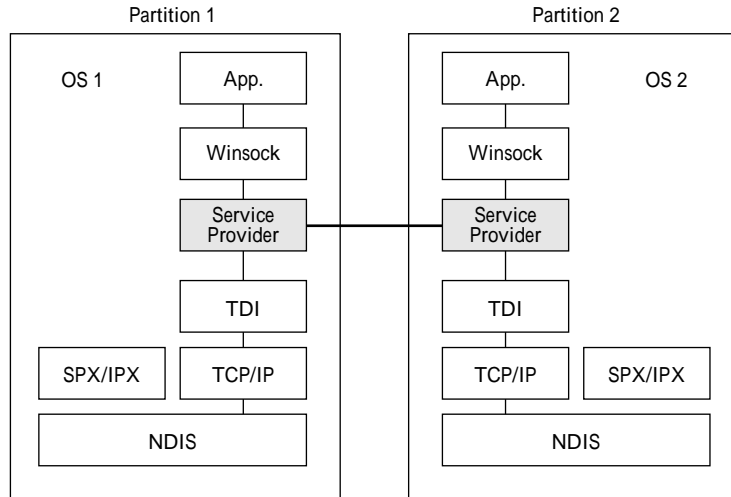 Partition 1
Partition 2
OS 1
App.
App.
OS 2
Winsock
Winsock
Service
Provider
Service
Provider
TDI
TDI
SPX/IPX
TCP/IP
TCP/IP
SPX/IPX
NDIS
NDIS